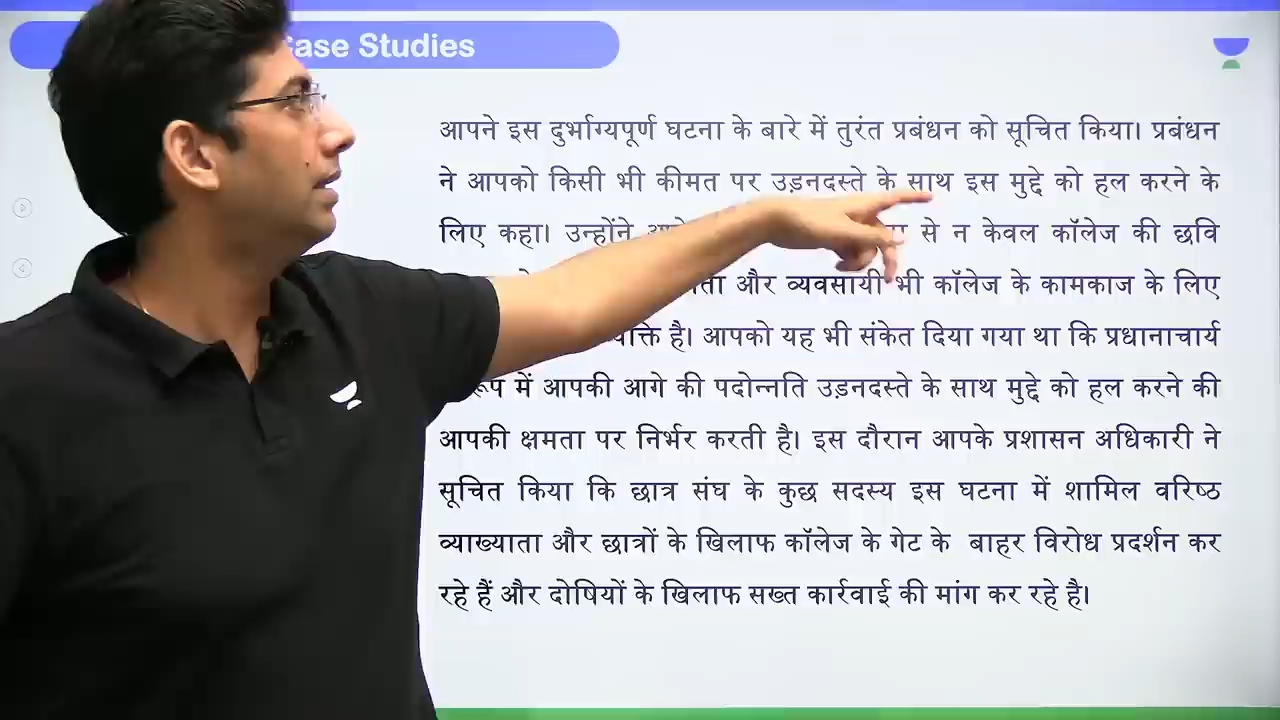 ase Studies
आपने इस दुर्भाग्यपूर्ण घटना के बारे में तुरंत प्रबंधन को सूचित किया। प्रबंधन
ने आपको किसी भी कीमत पर उड़नदस्ते के साथ इस मुद्दे को हल करने के
लिए कहा। उन्होंने से न केवल कॉलेज की छवि
और व्यवसायी भी कॉलेज के कामकाज के लिए
है। आपको यह भी संकेत दिया गया था कि प्रधानाचार्य
में आपकी आगे की पदोन्नति उड़नदस्ते के साथ मुद्दे को हल करने की
आपकी क्षमता पर निर्भर करती है। इस दौरान आपके प्रशासन अधिकारी ने
सूचित किया कि छात्र संघ के कुछ सदस्य इस घटना में शामिल वरिष्ठ
व्याख्याता और छात्रों के खिलाफ कॉलेज के गेट के बाहर विरोध प्रदर्शन कर
रहे हैं और दोषियों के खिलाफ सख्त कार्रवाई की मांग कर रहे है।